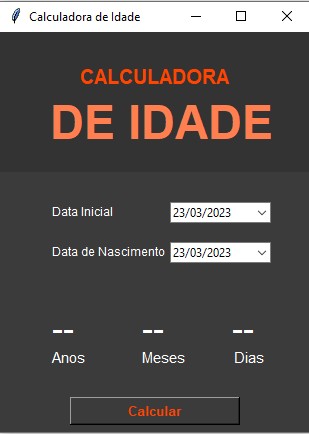 Calculadora de Idade
CALCULADORA
DE IDADE
Data Inicial 23/03/2023
Data de Nascimento 23/03/2023
-- -- --
Anos Meses Dias
Calcular